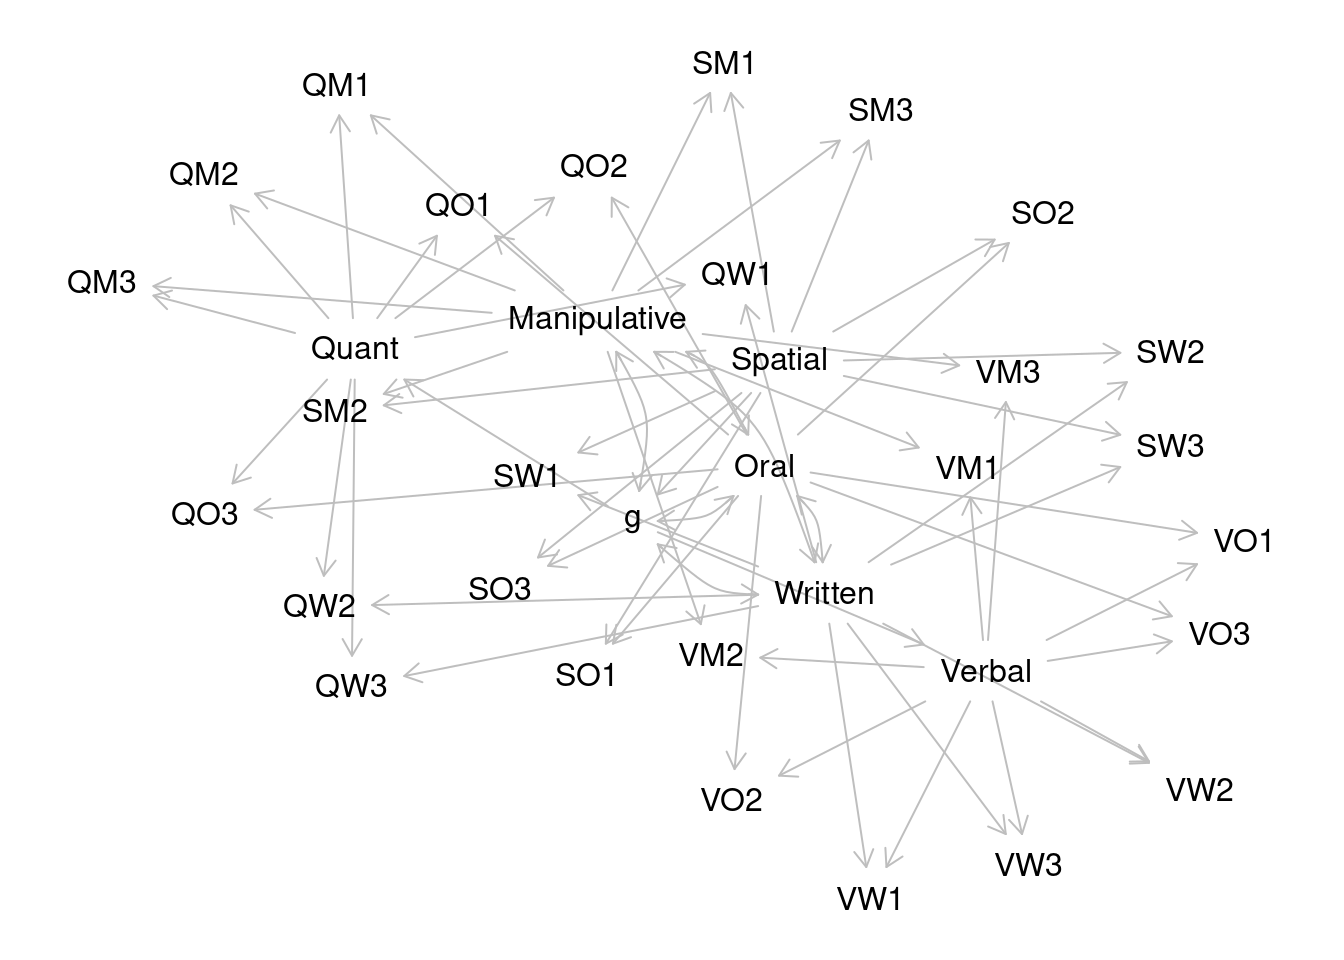 SM1
QM1
SM3
QO2
QM2
QO1
SO2
QW1
QM3
Manipulative
Quant
SW2
Spatial
VM3
SM2
SW3
Oral
VM1
SW1
QO3
g
VO1
SO3
Written
QW2
VO3
VM2
Verbal
SO1
QW3
VW2
VO2
VW3
VW1